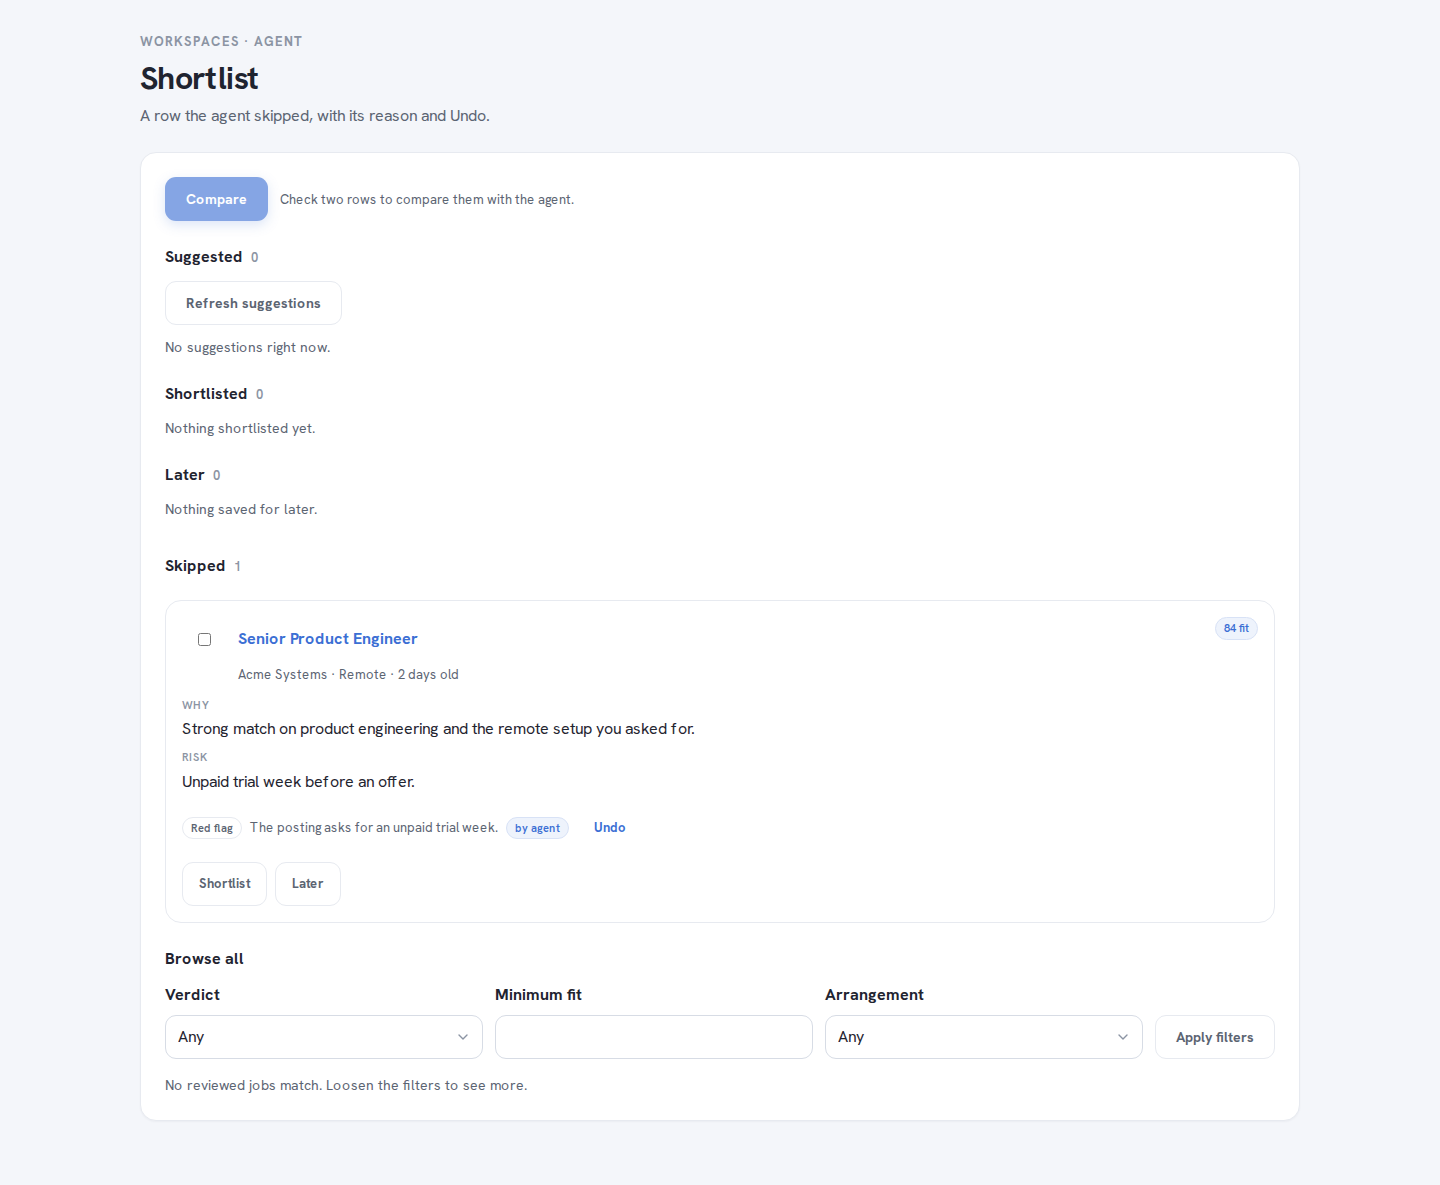 WORKSPACES · AGENT
Shortlist
A row the agent skipped, with its reason and Undo.
Compare Check two rows to compare them with the agent.
Suggested 0
Refresh suggestions
No suggestions right now.
Shortlisted 0
Nothing shortlisted yet.
Later 0
Nothing saved for later.
Skipped 1
Senior Product Engineer 84 fit
Acme Systems · Remote · 2 days old
WHY
Strong match on product engineering and the remote setup you asked for.
RISK
Unpaid trial week before an offer.
Red flag The posting asks for an unpaid trial week. by agent Undo
Shortlist Later
Browse all
Verdict Minimum fit Arrangement
Any Any Apply filters
No reviewed jobs match. Loosen the filters to see more.